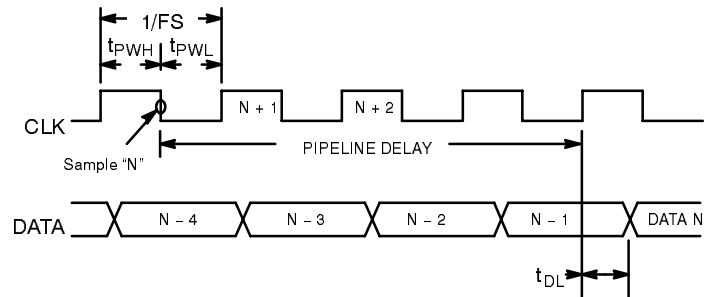 1/FS
tPWH
tPWL
N + 1
N + 2
CLK
Sample “N”
PIPELINE DELAY
DATA
N – 4
N – 3
N – 2
N – 1
DATA N
tDL